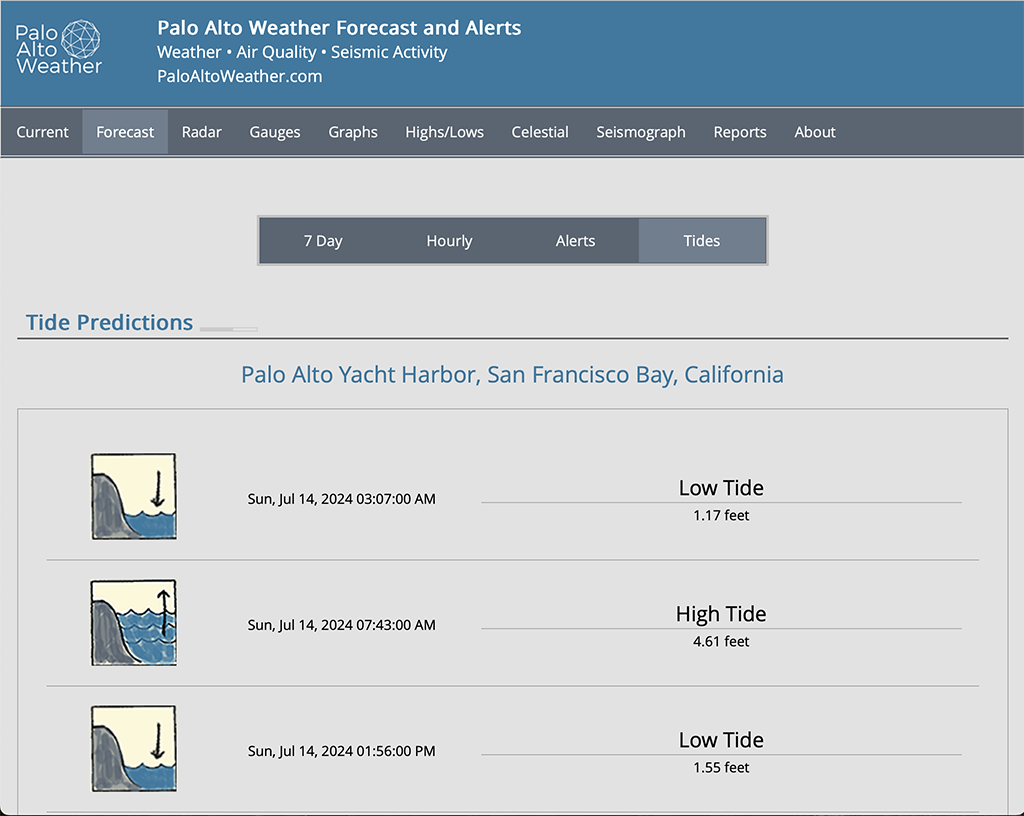 Palo
Alto
Weather
Palo Alto Weather Forecast and Alerts
Weather • Air Quality • Seismic Activity
PaloAltoWeather.com
Current Forecast Radar Gauges Graphs Highs/Lows Celestial Seismograph Reports About
7 Day Hourly Alerts Tides
Tide Predictions
Palo Alto Yacht Harbor, San Francisco Bay, California
Sun, Jul 14, 2024 03:07:00 AM
Low Tide
1.17 feet
Sun, Jul 14, 2024 07:43:00 AM
High Tide
4.61 feet
Sun, Jul 14, 2024 01:56:00 PM
Low Tide
1.55 feet